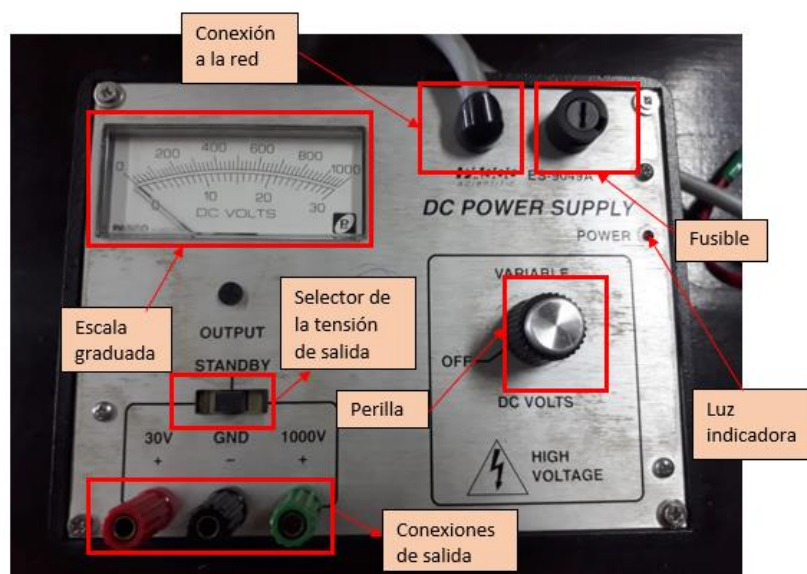 Conexión
a la red
200 400 600 800
0 1000
0 10 20 30
DC VOLTS
PASCO
scientific ES-9049A
DC POWER SUPPLY
POWER
Fusible
VARIABLE
OFF
DC VOLTS
HIGH
VOLTAGE
Escala
graduada
Selector de
la tensión
de salida
OUTPUT
STANDBY
Perilla
Luz
indicadora
30V GND 1000V
+ − +
Conexiones
de salida